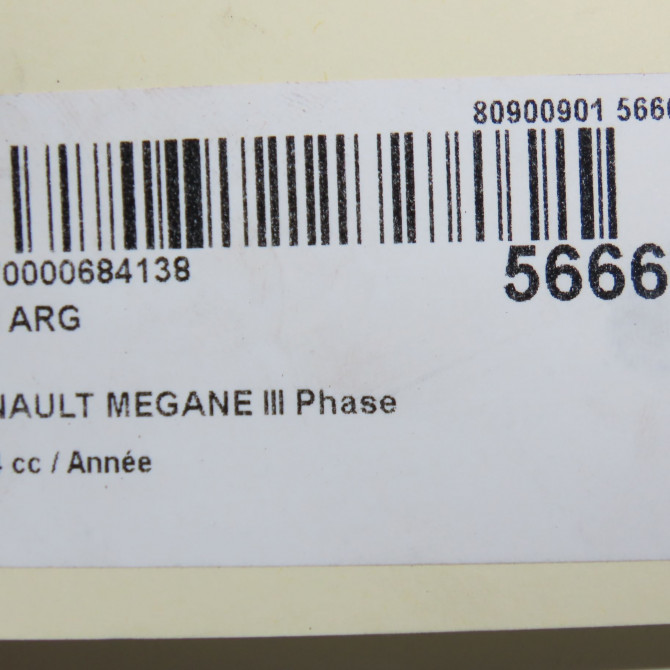 80900901 566
0000684138
5666
ARG
NAULT MEGANE III Phase
cc / Année